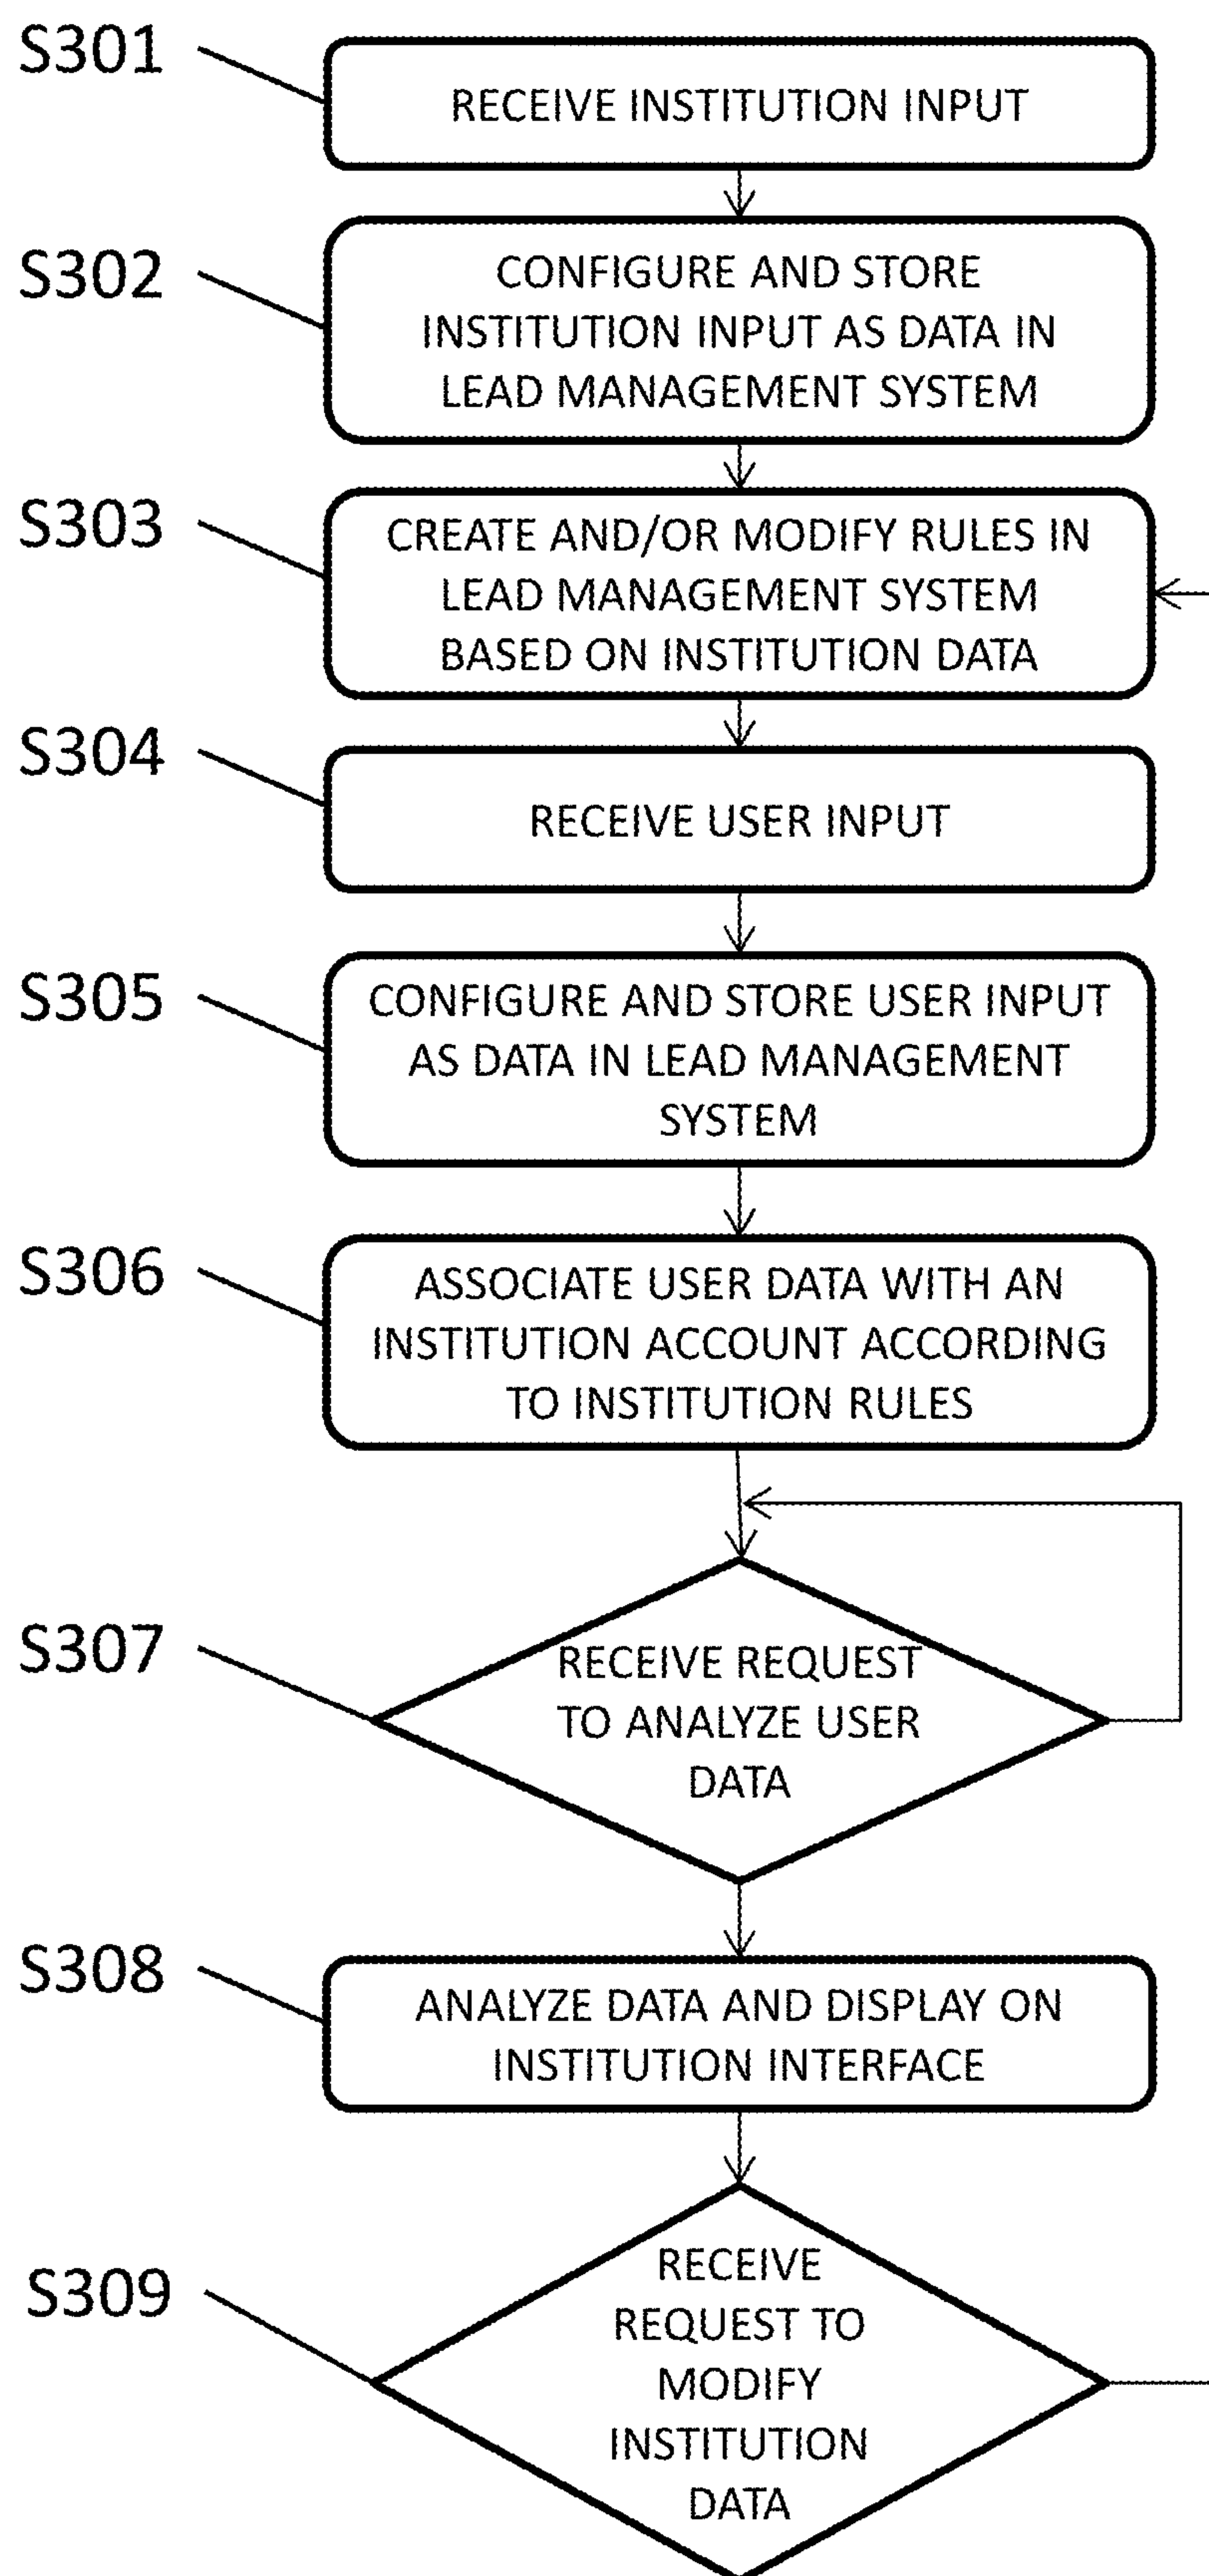 S301
RECEIVE INSTITUTION INPUT
S302
CONFIGURE AND STORE
INSTITUTION INPUT AS DATA IN
LEAD MANAGEMENT SYSTEM
S303
CREATE AND/OR MODIFY RULES IN
LEAD MANAGEMENT SYSTEM
BASED ON INSTITUTION DATA
S304
RECEIVE USER INPUT
S305
CONFIGURE AND STORE USER INPUT
AS DATA IN LEAD MANAGEMENT
SYSTEM
S306
ASSOCIATE USER DATA WITH AN
INSTITUTION ACCOUNT ACCORDING
TO INSTITUTION RULES
S307
RECEIVE REQUEST
TO ANALYZE USER
DATA
S308
ANALYZE DATA AND DISPLAY ON
INSTITUTION INTERFACE
S309
RECEIVE
REQUEST TO
MODIFY
INSTITUTION
DATA